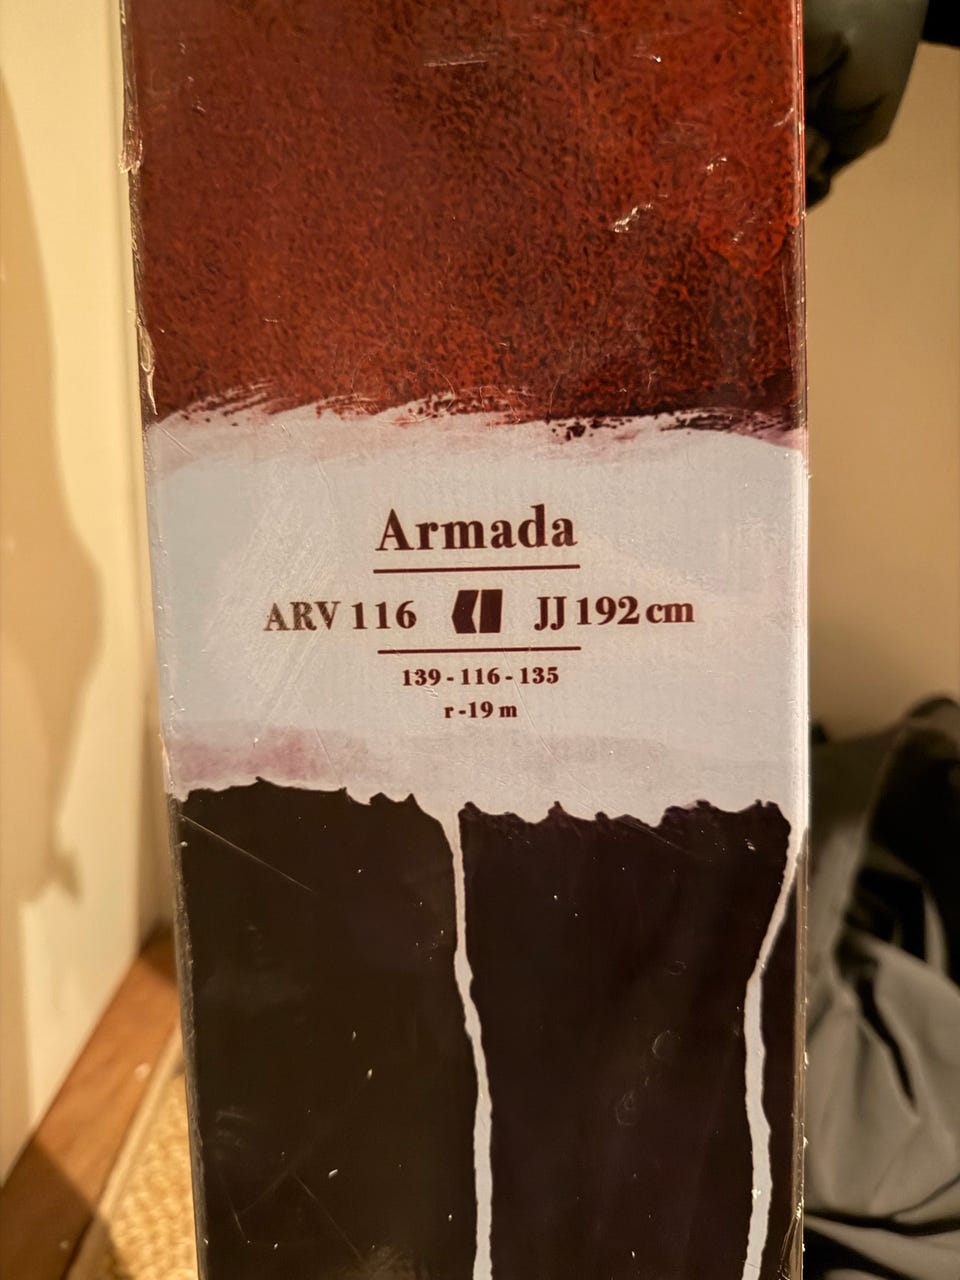 Armada
ARV 116 JJ 192 cm
139 - 116 - 135
r - 19 m